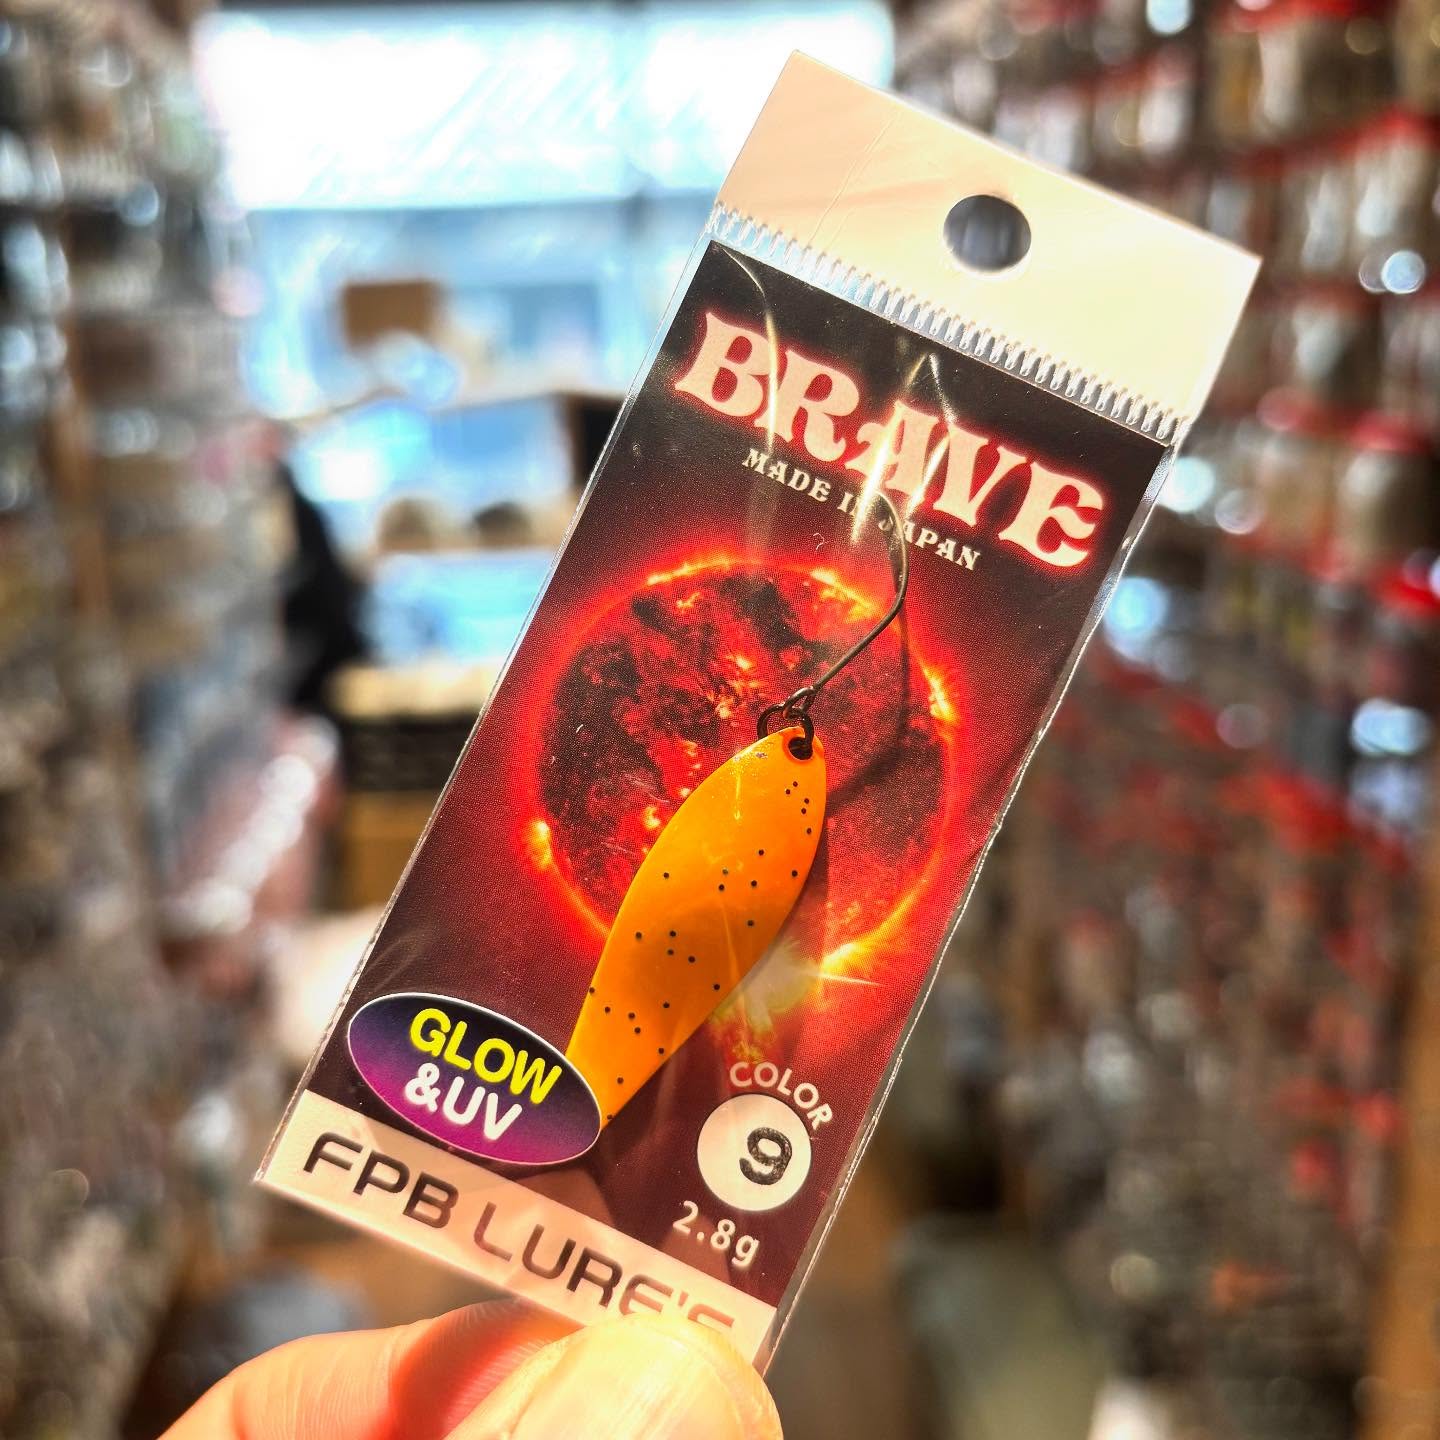 BRAVE
MADE IN JAPAN
GLOW
&UV
COLOR
9
2.8g
FPB LURE'S